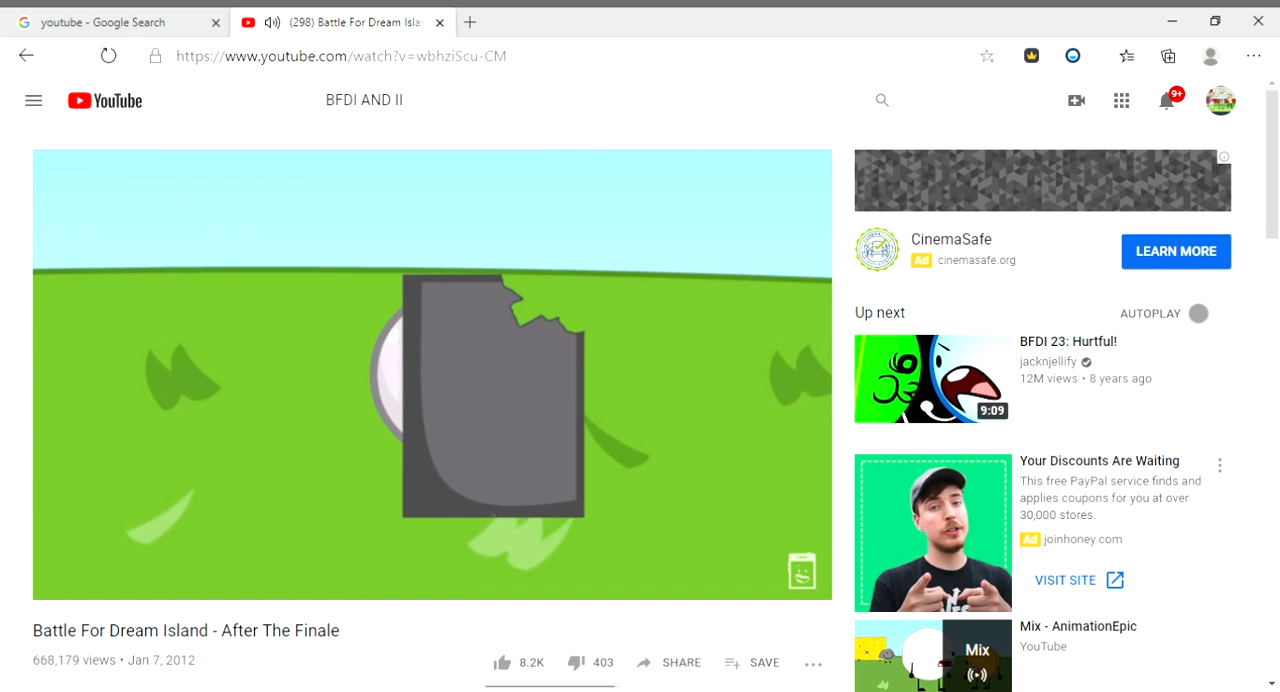 youtube - Google Search
(298) Battle For Dream Isla
https://www.youtube.com/watch?v=wbhziScu-CM
YouTube
BFDI AND II
9+
CinemaSafe
Ad cinemasafe.org
LEARN MORE
Up next
AUTOPLAY
BFDI 23: Hurtful!
jacknjellify
12M views • 8 years ago
9:09
Your Discounts Are Waiting
This free PayPal service finds and
applies coupons for you at over
30,000 stores.
Ad joinhoney.com
VISIT SITE
Battle For Dream Island - After The Finale
668,179 views • Jan 7, 2012
8.2K
403
SHARE
SAVE
Mix - AnimationEpic
YouTube
Mix